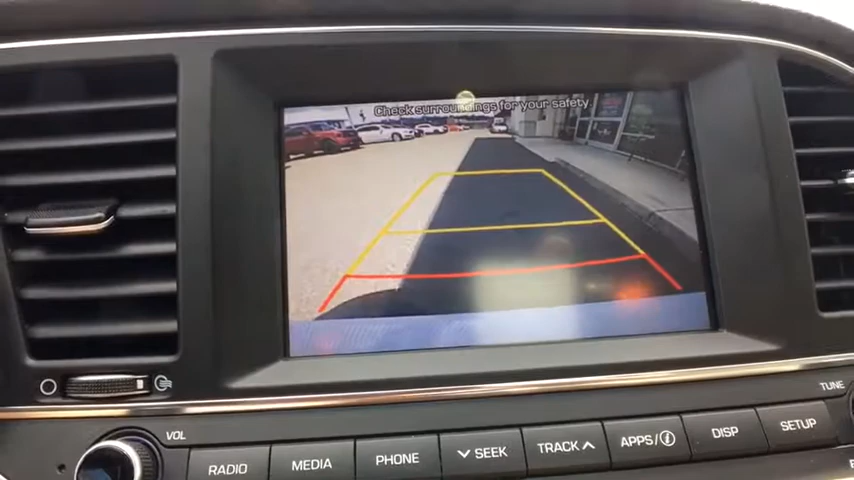 Check surroundings for your safety.
TUNE
VOL
RADIO
MEDIA
PHONE
SEEK
TRACK
APPS/i
DISP
SETUP